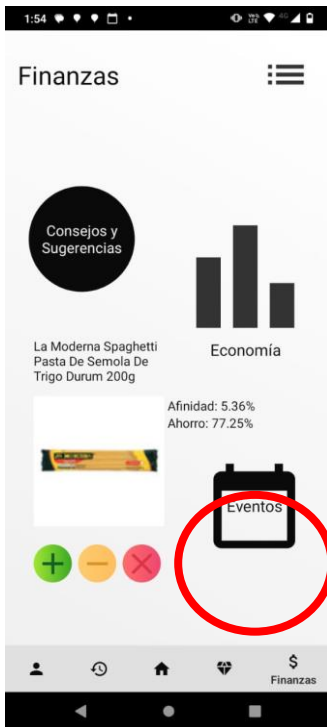 1:54
4G
Finanzas
Consejos y
Sugerencias
Economía
La Moderna Spaghetti
Pasta De Semola De
Trigo Durum 200g
Afinidad: 5.36%
Ahorro: 77.25%
Eventos
$
Finanzas